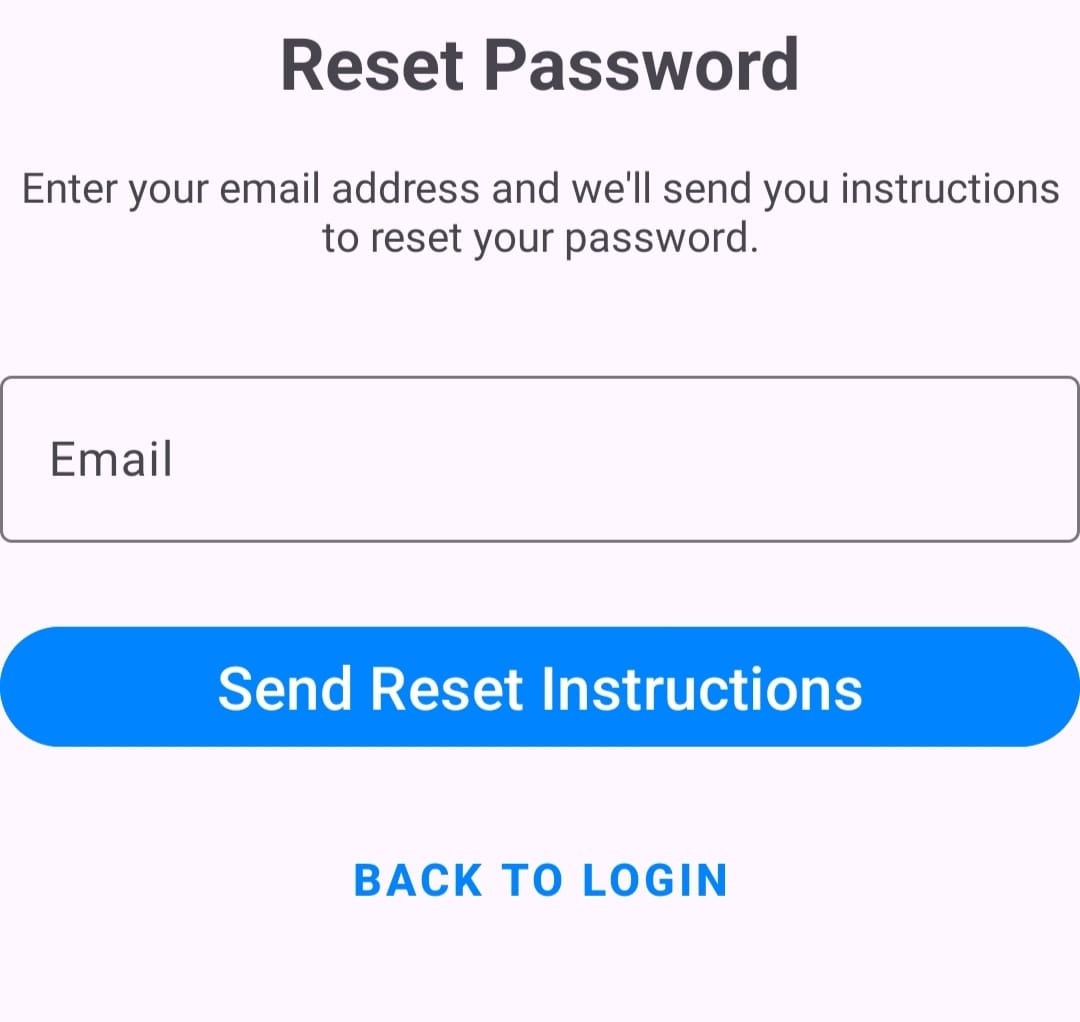 Reset Password
Enter your email address and we'll send you instructions
to reset your password.
Email
Send Reset Instructions
BACK TO LOGIN